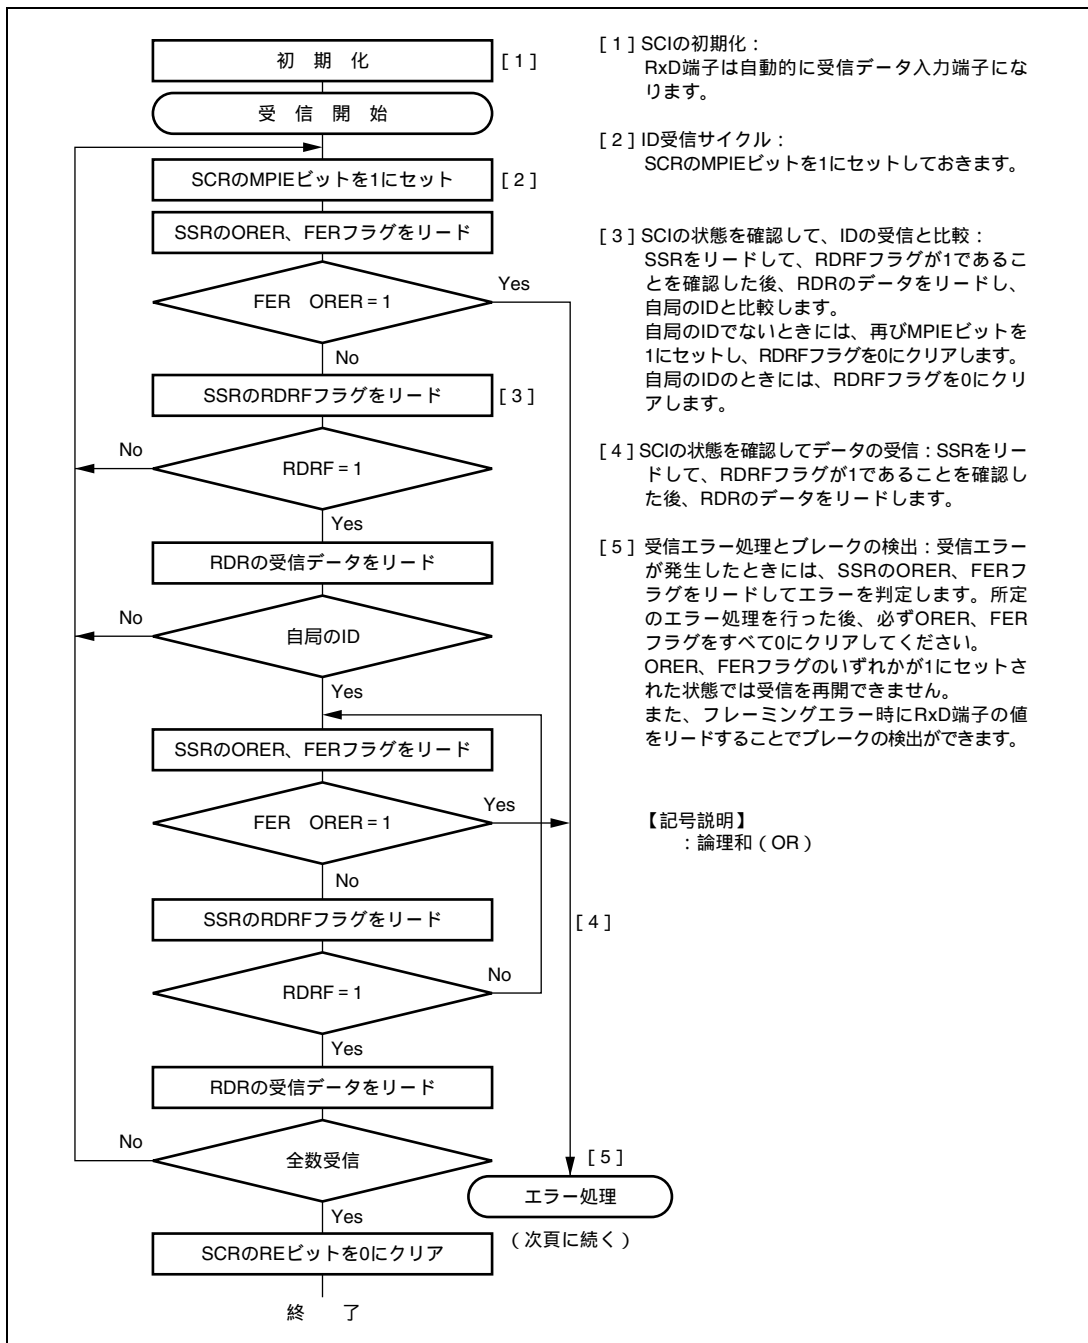 初 期 化
[ 1 ]
受 信 開 始
SCRのMPIEビットを1にセット
[ 2 ]
SSRのORER、FERフラグをリード
FER ORER = 1
Yes
No
SSRのRDRFフラグをリード
[ 3 ]
No
RDRF = 1
Yes
RDRの受信データをリード
No
自局のID
Yes
SSRのORER、FERフラグをリード
FER ORER = 1
Yes
No
SSRのRDRFフラグをリード
[ 4 ]
RDRF = 1
No
Yes
RDRの受信データをリード
No
全数受信
[ 5 ]
エラー処理
(次頁に続く)
Yes
SCRのREビットを0にクリア
終 了
[ 1 ] SCIの初期化:
RxD端子は自動的に受信データ入力端子にな
ります。
[ 2 ] ID受信サイクル:
SCRのMPIEビットを1にセットしておきます。
[ 3 ] SCIの状態を確認して、IDの受信と比較:
SSRをリードして、RDRFフラグが1であるこ
とを確認した後、RDRのデータをリードし、
自局のIDと比較します。
自局のIDでないときには、再びMPIEビットを
1にセットし、RDRFフラグを0にクリアします。
自局のIDのときには、RDRFフラグを0にクリ
アします。
[ 4 ] SCIの状態を確認してデータの受信:SSRをリー
ドして、RDRFフラグが1であることを確認し
た後、RDRのデータをリードします。
[ 5 ] 受信エラー処理とブレークの検出:受信エラー
が発生したときには、SSRのORER、FERフ
ラグをリードしてエラーを判定します。所定
のエラー処理を行った後、必ずORER、FER
フラグをすべて0にクリアしてください。
ORER、FERフラグのいずれかが1にセットさ
れた状態では受信を再開できません。
また、フレーミングエラー時にRxD端子の値
をリードすることでブレークの検出ができます。
【記号説明】
:論理和(OR)